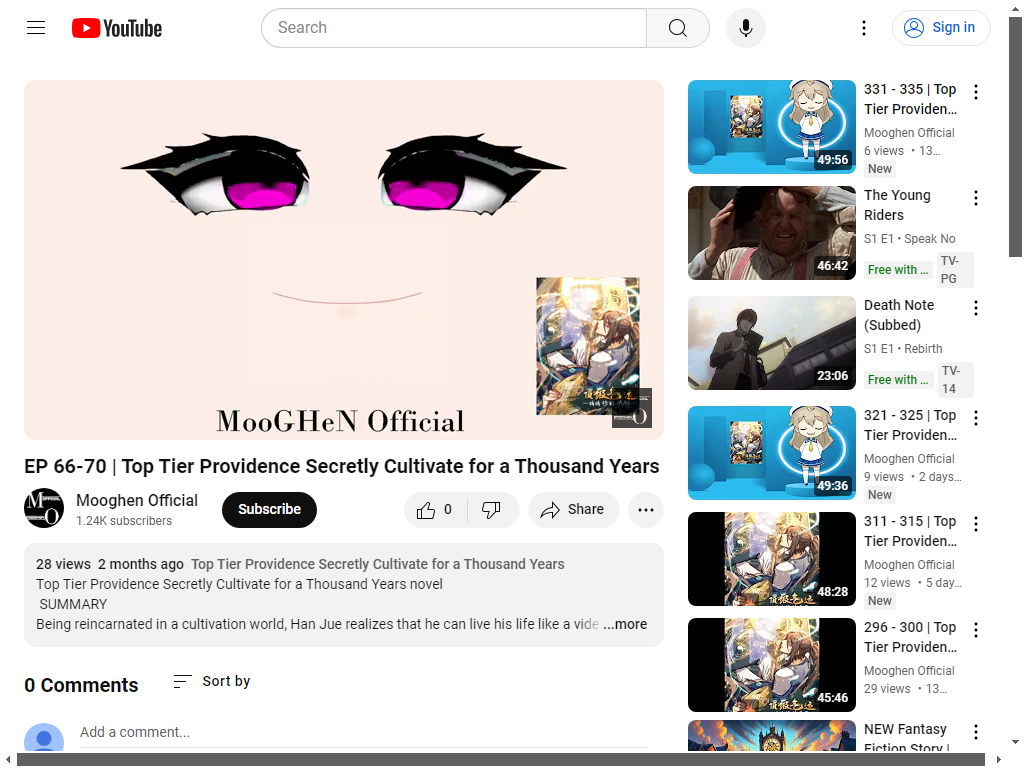 YouTube
Search
Sign in
MooGHeN Official
EP 66-70 | Top Tier Providence Secretly Cultivate for a Thousand Years
Mooghen Official
1.24K subscribers
Subscribe
0
Share
28 views 2 months ago Top Tier Providence Secretly Cultivate for a Thousand Years
Top Tier Providence Secretly Cultivate for a Thousand Years novel
SUMMARY
Being reincarnated in a cultivation world, Han Jue realizes that he can live his life like a vide ...more
0 Comments
Sort by
Add a comment...
49:56
331 - 335 | Top
Tier Providen...
Mooghen Official
6 views • 13...
New
46:42
The Young
Riders
S1 E1 • Speak No
Free with ...
TV-
PG
23:06
Death Note
(Subbed)
S1 E1 • Rebirth
Free with ...
TV-
14
49:36
321 - 325 | Top
Tier Providen...
Mooghen Official
9 views • 2 days...
New
48:28
311 - 315 | Top
Tier Providen...
Mooghen Official
12 views • 5 day...
New
45:46
296 - 300 | Top
Tier Providen...
Mooghen Official
29 views • 13...
NEW Fantasy
Fiction Story |